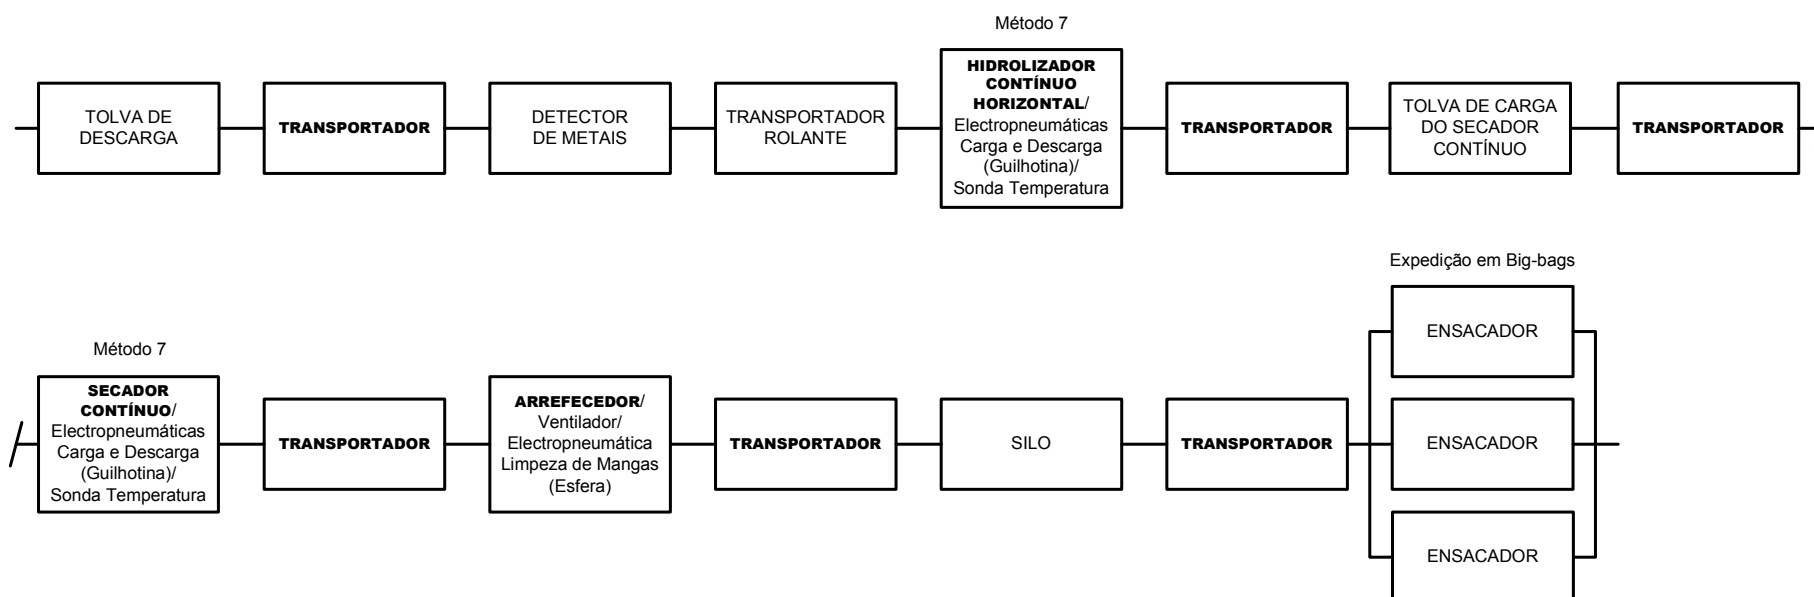 Método 7
TOLVA DE
DESCARGA
TRANSPORTADOR
DETECTOR
DE METAIS
TRANSPORTADOR
ROLANTE
HIDROLIZADOR
CONTÍNUO
HORIZONTAL/
Electropneumáticas
Carga e Descarga
(Guilhotina)/
Sonda Temperatura
TRANSPORTADOR
TOLVA DE CARGA
DO SECADOR
CONTÍNUO
TRANSPORTADOR
Método 7
SECADOR
CONTÍNUO/
Electropneumáticas
Carga e Descarga
(Guilhotina)/
Sonda Temperatura
TRANSPORTADOR
ARREFECEDOR/
Ventilador/
Electropneumática
Limpeza de Mangas
(Esfera)
TRANSPORTADOR
SILO
TRANSPORTADOR
Expedição em Big-bags
ENSACADOR
ENSACADOR
ENSACADOR